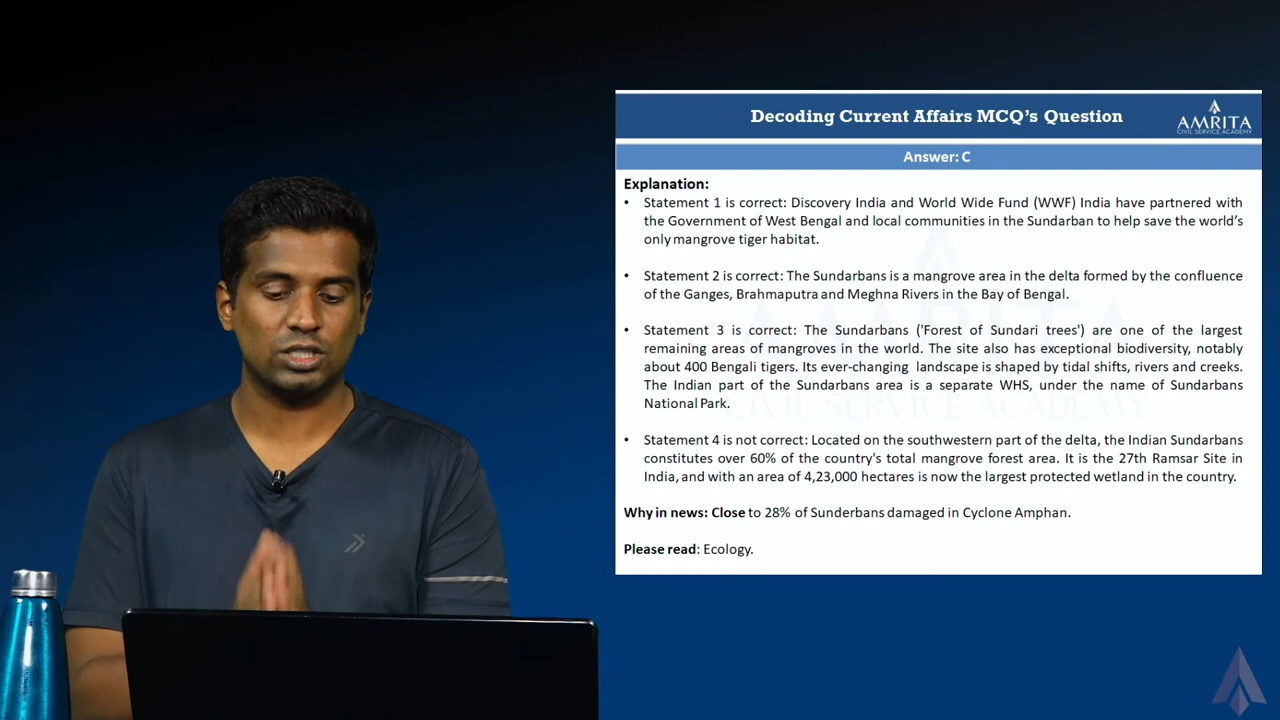 Decoding Current Affairs MCQ's Question
AMRITA
CIVIL SERVICE ACADEMY
Answer: C
Explanation:
• Statement 1 is correct: Discovery India and World Wide Fund (WWF) India have partnered with
the Government of West Bengal and local communities in the Sundarban to help save the world's
only mangrove tiger habitat.
• Statement 2 is correct: The Sundarbans is a mangrove area in the delta formed by the confluence
of the Ganges, Brahmaputra and Meghna Rivers in the Bay of Bengal.
• Statement 3 is correct: The Sundarbans ('Forest of Sundari trees') are one of the largest
remaining areas of mangroves in the world. The site also has exceptional biodiversity, notably
about 400 Bengali tigers. Its ever-changing landscape is shaped by tidal shifts, rivers and creeks.
The Indian part of the Sundarbans area is a separate WHS, under the name of Sundarbans
National Park.
• Statement 4 is not correct: Located on the southwestern part of the delta, the Indian Sundarbans
constitutes over 60% of the country's total mangrove forest area. It is the 27th Ramsar Site in
India, and with an area of 4,23,000 hectares is now the largest protected wetland in the country.
Why in news: Close to 28% of Sunderbans damaged in Cyclone Amphan.
Please read: Ecology.
AMRITA
CIVIL SERVICE ACADEMY